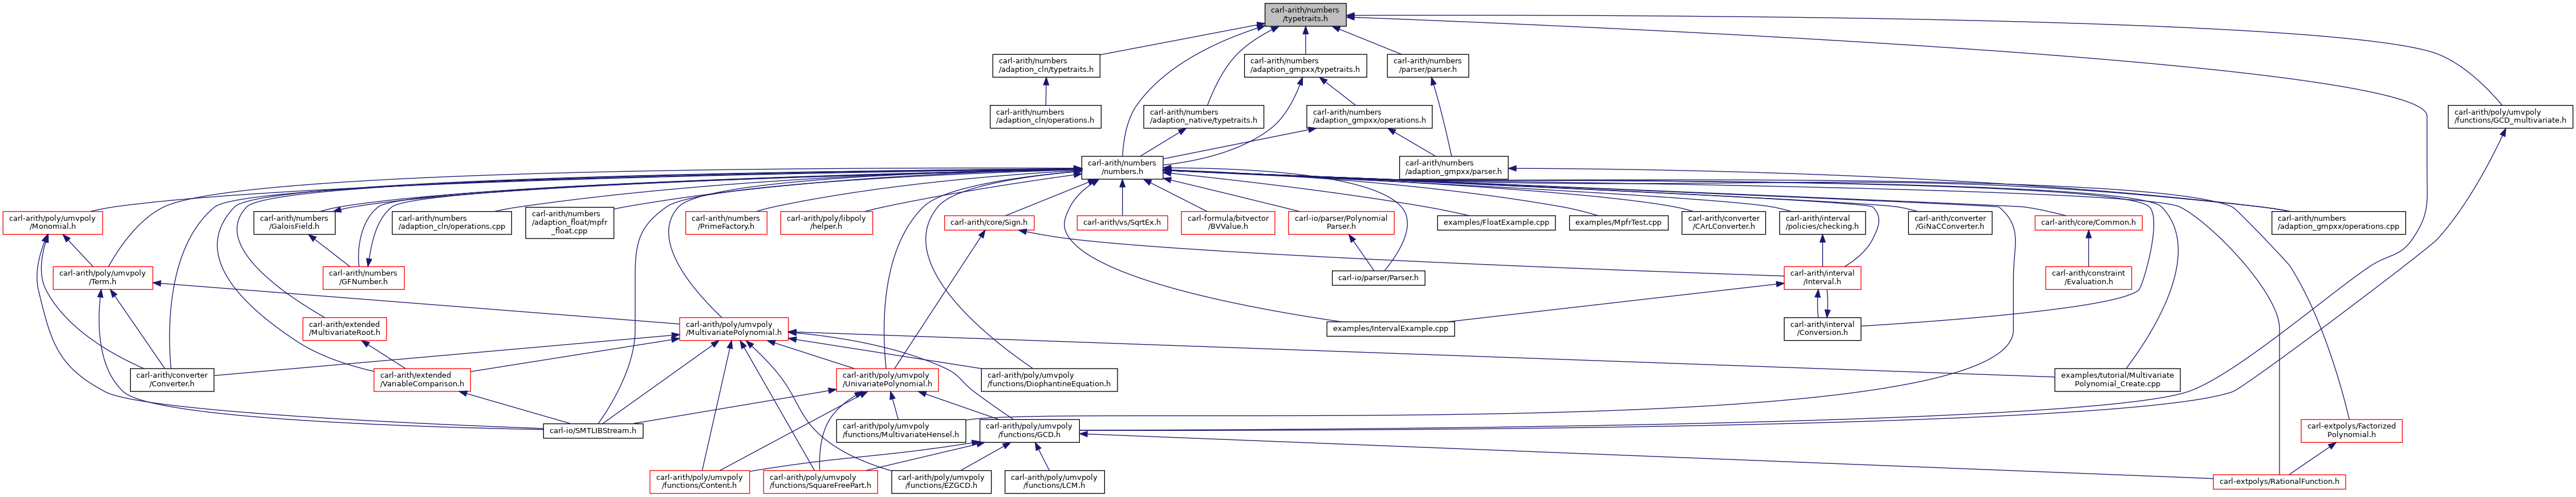 carl-arith/numbers
/typetraits.h
carl-arith/numbers
/adaption_cln/typetraits.h
carl-arith/numbers
/adaption_gmpxx/typetraits.h
carl-arith/numbers
/parser/parser.h
carl-arith/numbers
/adaption_cln/operations.h
carl-arith/numbers
/adaption_native/typetraits.h
carl-arith/numbers
/adaption_gmpxx/operations.h
carl-arith/poly/umvpoly
/functions/GCD_multivariate.h
carl-arith/numbers
/numbers.h
carl-arith/numbers
/adaption_gmpxx/parser.h
carl-arith/poly/umvpoly
/Monomial.h
carl-arith/numbers
/GaloisField.h
carl-arith/numbers
/adaption_cln/operations.cpp
carl-arith/numbers
/adaption_float/mpfr
_float.cpp
carl-arith/numbers
/PrimeFactory.h
carl-arith/poly/libpoly
/helper.h
carl-arith/core/Sign.h
carl-arith/vs/SqrtEx.h
carl-formula/bitvector
/BVValue.h
carl-io/parser/Polynomial
Parser.h
examples/FloatExample.cpp
examples/MpfrTest.cpp
carl-arith/converter
/CArLConverter.h
carl-arith/interval
/policies/checking.h
carl-arith/converter
/GiNaCConverter.h
carl-arith/core/Common.h
carl-arith/numbers
/adaption_gmpxx/operations.cpp
carl-arith/poly/umvpoly
/Term.h
carl-arith/numbers
/GFNumber.h
carl-io/parser/Parser.h
carl-arith/interval
/Interval.h
carl-arith/constraint
/Evaluation.h
carl-arith/extended
/MultivariateRoot.h
carl-arith/poly/umvpoly
/MultivariatePolynomial.h
examples/IntervalExample.cpp
carl-arith/interval
/Conversion.h
carl-arith/converter
/Converter.h
carl-arith/extended
/VariableComparison.h
carl-arith/poly/umvpoly
/UnivariatePolynomial.h
carl-arith/poly/umvpoly
/functions/DiophantineEquation.h
examples/tutorial/Multivariate
Polynomial_Create.cpp
carl-io/SMTLIBStream.h
carl-arith/poly/umvpoly
/functions/MultivariateHensel.h
carl-arith/poly/umvpoly
/functions/GCD.h
carl-extpolys/Factorized
Polynomial.h
carl-arith/poly/umvpoly
/functions/Content.h
carl-arith/poly/umvpoly
/functions/SquareFreePart.h
carl-arith/poly/umvpoly
/functions/EZGCD.h
carl-arith/poly/umvpoly
/functions/LCM.h
carl-extpolys/RationalFunction.h